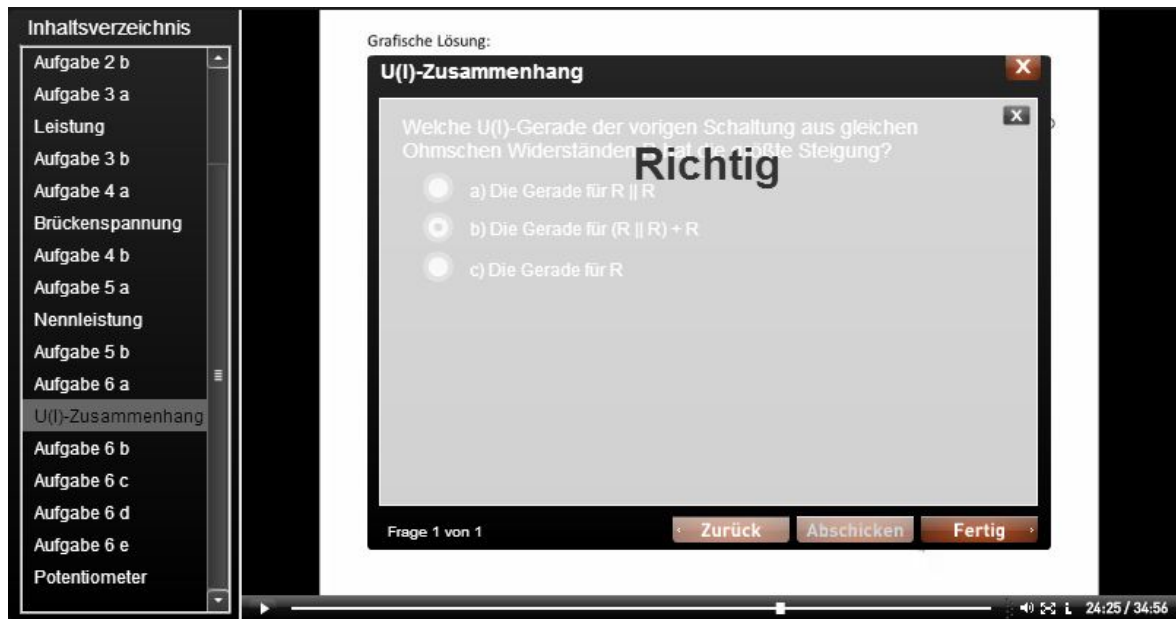 Inhaltsverzeichnis
Aufgabe 2 b
Aufgabe 3 a
Leistung
Aufgabe 3 b
Aufgabe 4 a
Brückenspannung
Aufgabe 4 b
Aufgabe 5 a
Nennleistung
Aufgabe 5 b
Aufgabe 6 a
U(I)-Zusammenhang
Aufgabe 6 b
Aufgabe 6 c
Aufgabe 6 d
Aufgabe 6 e
Potentiometer
Grafische Lösung:
U(I)-Zusammenhang
X
X
Welche U(I)-Gerade der vorigen Schaltung aus gleichen
Ohmschen Widerständen R hat die größte Steigung?
Richtig
a) Die Gerade für R || R
b) Die Gerade für (R || R) + R
c) Die Gerade für R
Frage 1 von 1
Zurück
Abschicken
Fertig
24:25 / 34:56